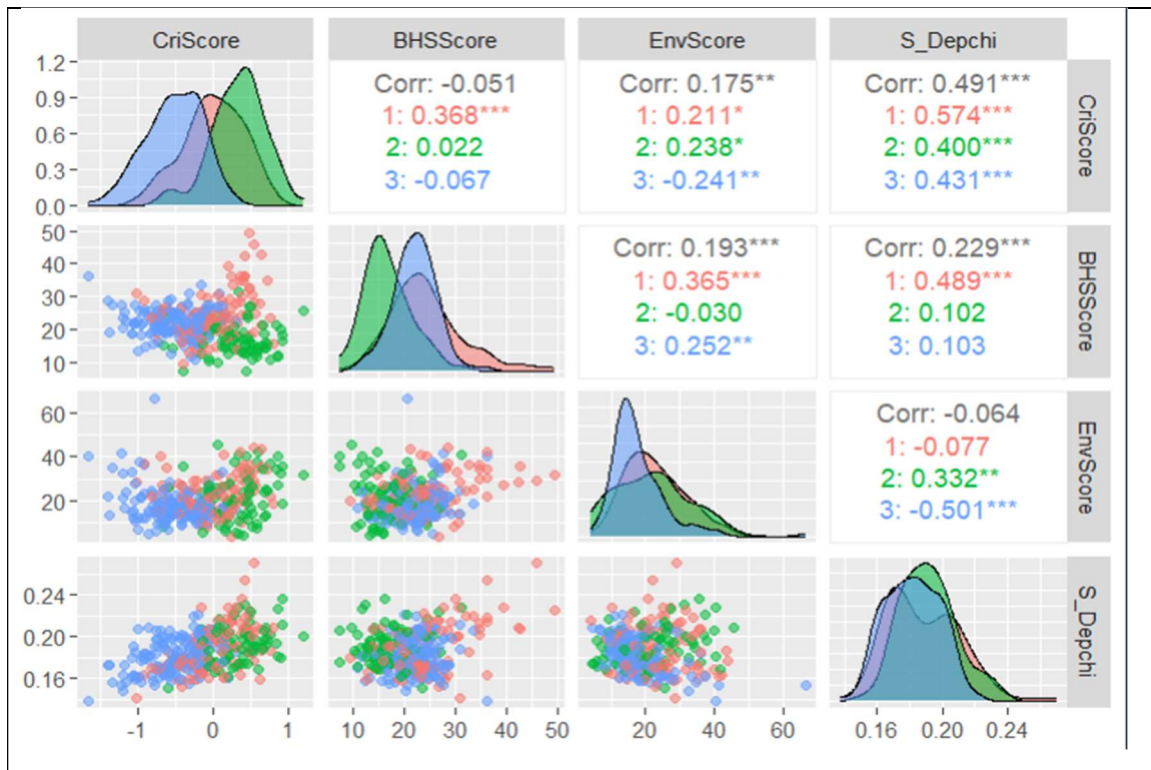 CriScore BHSScore EnvScore S_Depchi
1.2
0.9
0.6
0.3
0.0
Corr: -0.051
1: 0.368***
2: 0.022
3: -0.067
Corr: 0.175**
1: 0.211*
2: 0.238*
3: -0.241**
Corr: 0.491***
1: 0.574***
2: 0.400***
3: 0.431***
CriScore
50
40
30
20
10
Corr: 0.193***
1: 0.365***
2: -0.030
3: 0.252**
Corr: 0.229***
1: 0.489***
2: 0.102
3: 0.103
BHSScore
60
40
20
Corr: -0.064
1: -0.077
2: 0.332**
3: -0.501***
EnvScore
0.24
0.20
0.16
S_Depchi
-1 0 1
10 20 30 40 50
20 40 60
0.16 0.20 0.24